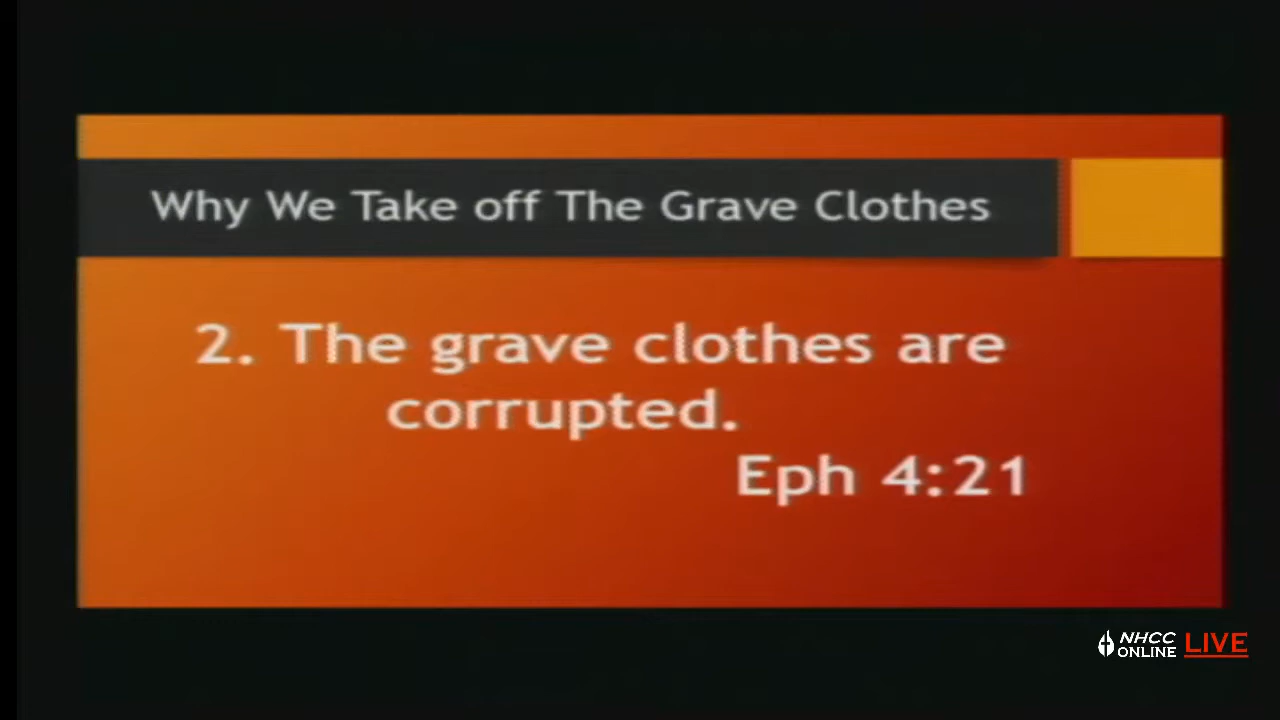 Why We Take off The Grave Clothes
2. The grave clothes are
corrupted.
Eph 4:21
NHCC
ONLINE
LIVE